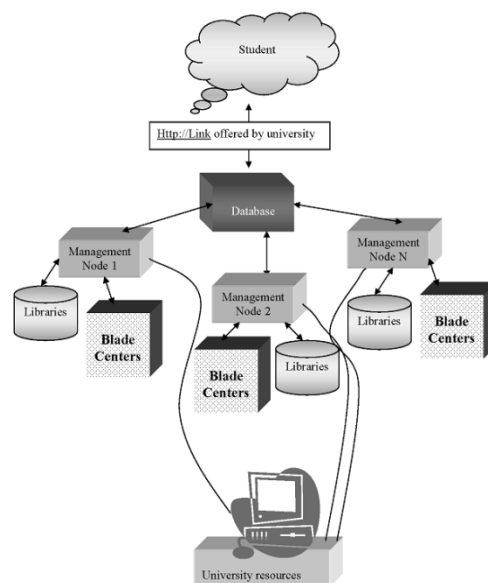 Student
Http://Link offered by university
Database
Management
Node 1
Management
Node N
Management
Node 2
Libraries
Blade
Centers
Libraries
Blade
Centers
Blade
Centers
Libraries
University resources